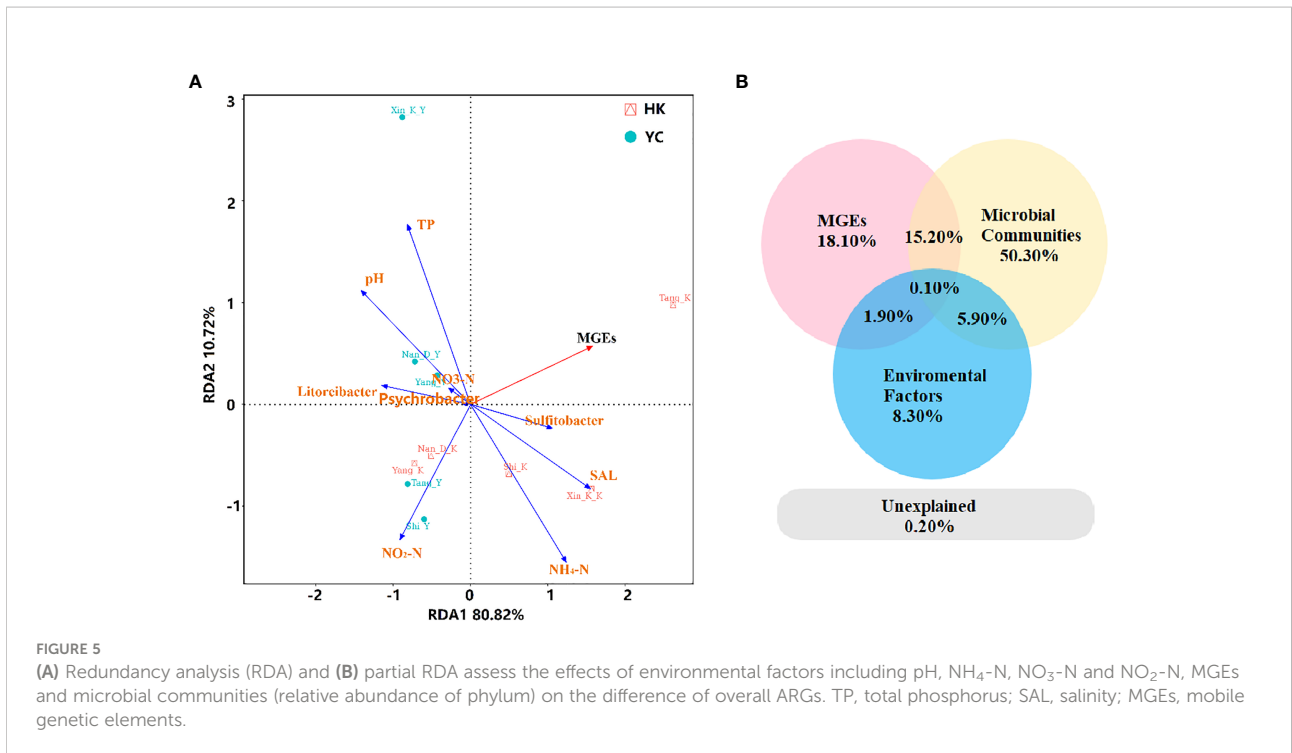 A
B
3
2
1
0
-1
RDA2 10.72%
-2
-1
0
1
2
RDA1 80.82%
HK
YC
Xin_K_Y
TP
pH
Tang_K
MGEs
Nan_D_Y
Yang_
NO3-N
Litoreibacter
Psychrobacter
Sulfitobacter
Nan_D_K
Yang_K
Shi_K
SAL
Xin_K_K
Tang_Y
Shi_Y
NO₂-N
NH₄-N
MGEs
18.10%
15.20%
Microbial
Communities
50.30%
0.10%
1.90%
5.90%
Enviromental
Factors
8.30%
Unexplained
0.20%
FIGURE 5
(A) Redundancy analysis (RDA) and (B) partial RDA assess the effects of environmental factors including pH, NH₄-N, NO₃-N and NO₂-N, MGEs
and microbial communities (relative abundance of phylum) on the difference of overall ARGs. TP, total phosphorus; SAL, salinity; MGEs, mobile
genetic elements.